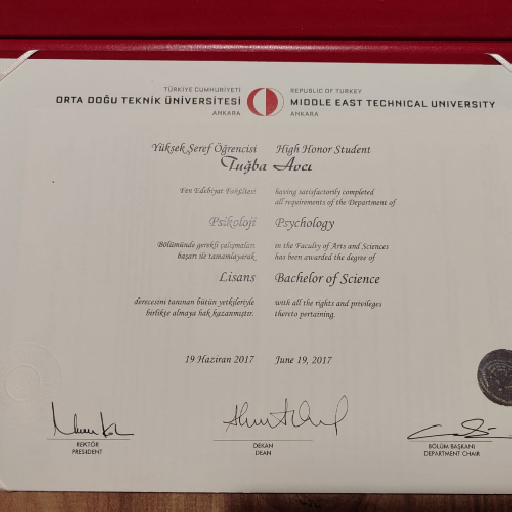 TÜRKİYE CUMHURİYETİ
ORTA DOĞU TEKNİK ÜNİVERSİTESİ
ANKARA
REPUBLIC OF TURKEY
MIDDLE EAST TECHNICAL UNIVERSITY
ANKARA
Yüksek Şeref Öğrencisi High Honor Student
Tuğba Avcı
Fen Edebiyat Fakültesi
having satisfactorily completed
all requirements of the Department of
Psikoloji Psychology
Bölümünde gerekli çalışmaları
başarı ile tamamlayarak
in the Faculty of Arts and Sciences
has been awarded the degree of
Lisans Bachelor of Science
derecesini tanınan bütün yetkileriyle
birlikte almaya hak kazanmıştır.
with all the rights and privileges
thereto pertaining.
19 Haziran 2017 June 19, 2017
REKTÖR
PRESIDENT
DEKAN
DEAN
BÖLÜM BAŞKANI
DEPARTMENT CHAIR